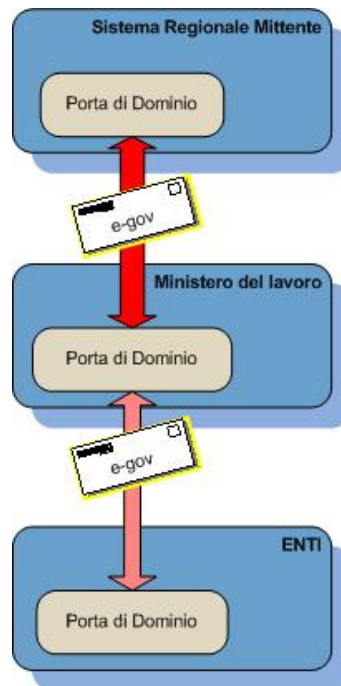 Sistema Regionale Mittente
Porta di Dominio
e-gov
Ministero del lavoro
Porta di Dominio
e-gov
ENTI
Porta di Dominio